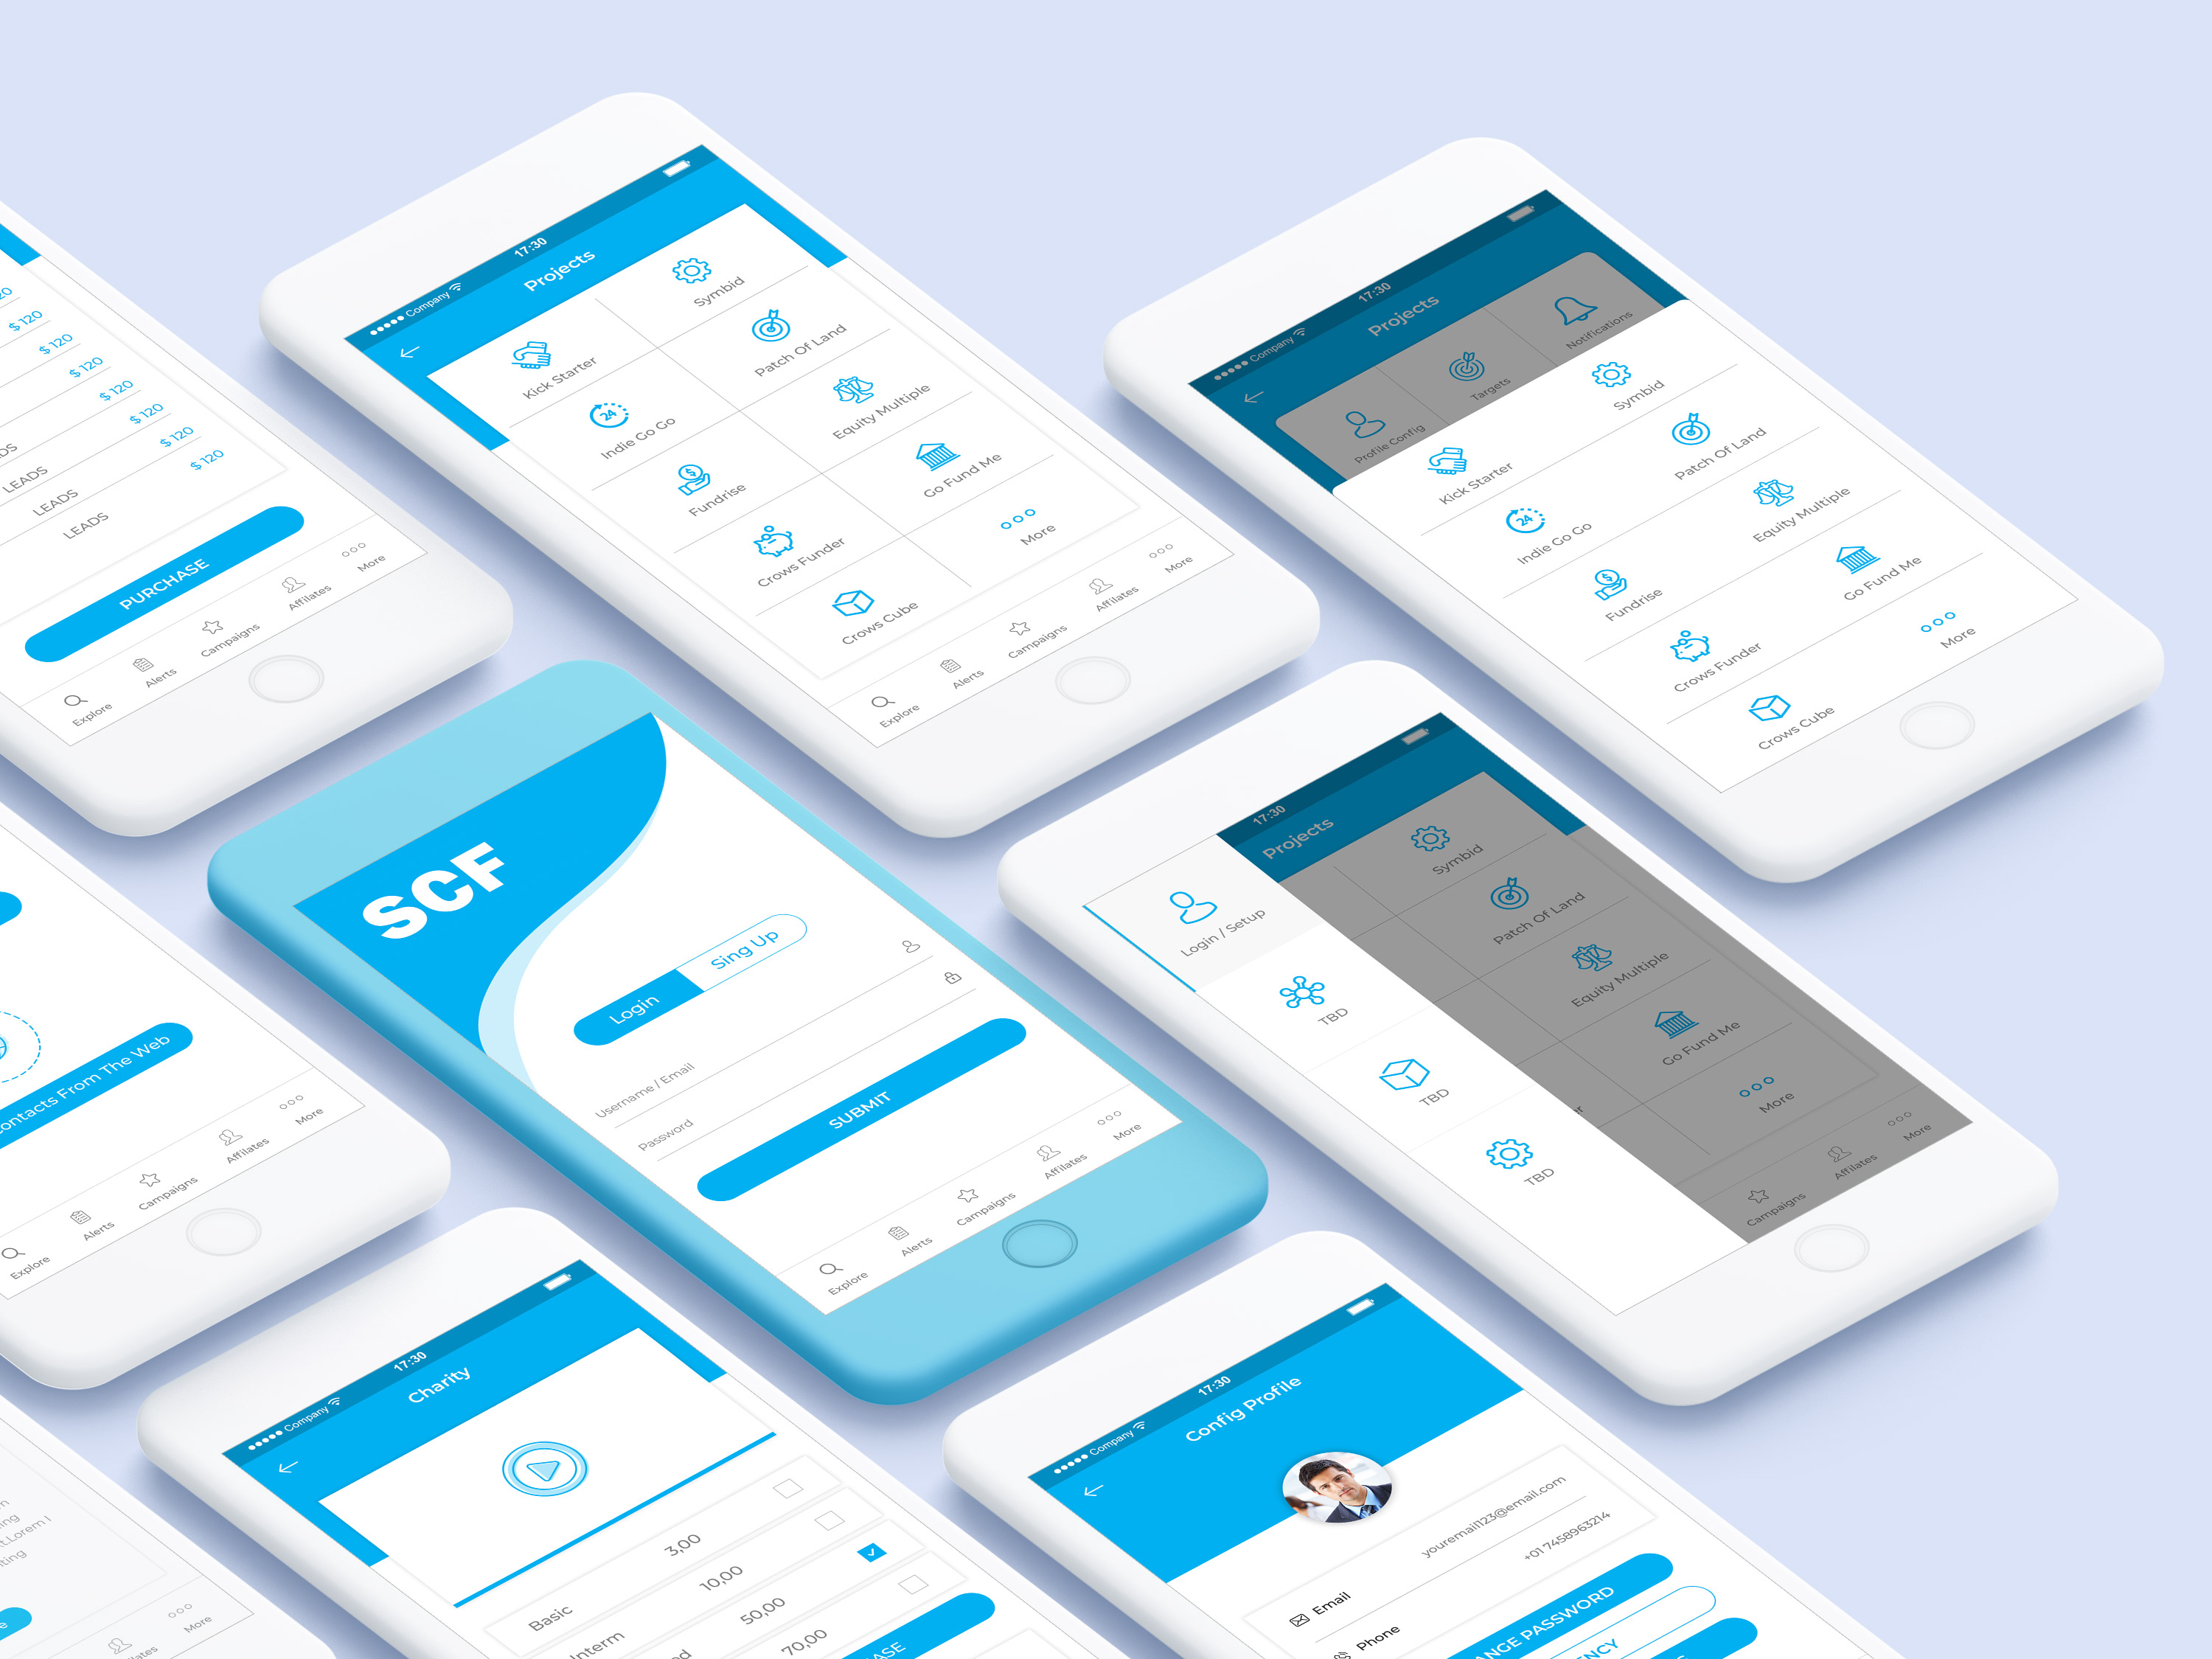 $ 120
$ 120
$ 120
$ 120
$ 120
$ 120
$ 120
LEADS
LEADS
LEADS
PURCHASE
Explore
Alerts
Campaigns
Affilates
More
Company
17:30
Projects
Kick Starter
Symbid
Indie Go Go
Patch Of Land
Fundrise
Equity Multiple
Crows Funder
Go Fund Me
Crows Cube
More
Explore
Alerts
Campaigns
Affilates
More
Company
17:30
Projects
Profile Config
Targets
Notifications
Kick Starter
Symbid
Indie Go Go
Patch Of Land
Fundrise
Equity Multiple
Crows Funder
Go Fund Me
Crows Cube
More
From The Web
Explore
Alerts
Campaigns
Affilates
More
SCF
Login
Sing Up
Username / Email
Password
SUBMIT
Explore
Alerts
Campaigns
Affilates
More
17:30
Projects
Login / Setup
TBD
TBD
TBD
Symbid
Patch Of Land
Equity Multiple
Go Fund Me
More
Campaigns
Affilates
More
Lorem I
More
Company
17:30
Charity
Basic
3,00
Interm
10,00
50,00
70,00
Company
17:30
Config Profile
Email
youremail123@email.com
Phone
+01 7458963214
PASSWORD